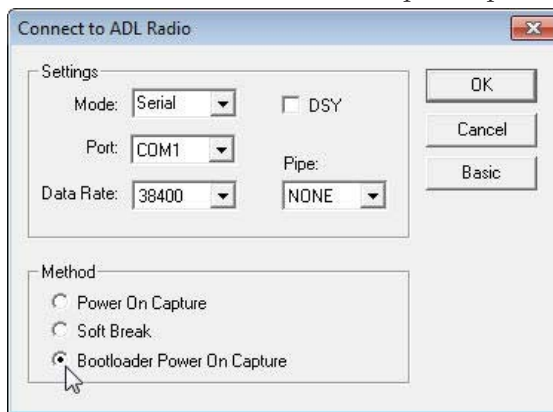 Connect to ADL Radio
Settings
Mode: Serial DSY
Port: COM1
Pipe:
Data Rate: 38400 NONE
OK
Cancel
Basic
Method
Power On Capture
Soft Break
Bootloader Power On Capture